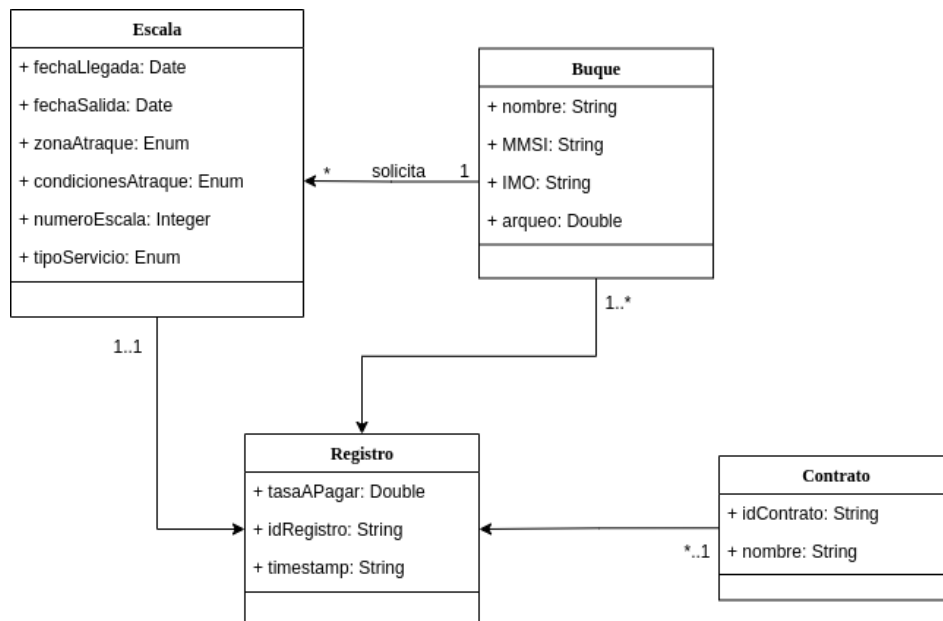 Escala
+ fechaLlegada: Date
+ fechaSalida: Date
+ zonaAtraque: Enum
+ condicionesAtraque: Enum
+ numeroEscala: Integer
+ tipoServicio: Enum
* solicita 1
Buque
+ nombre: String
+ MMSI: String
+ IMO: String
+ arqueo: Double
1..1
1..*
Registro
+ tasaAPagar: Double
+ idRegistro: String
+ timestamp: String
*..1
Contrato
+ idContrato: String
+ nombre: String